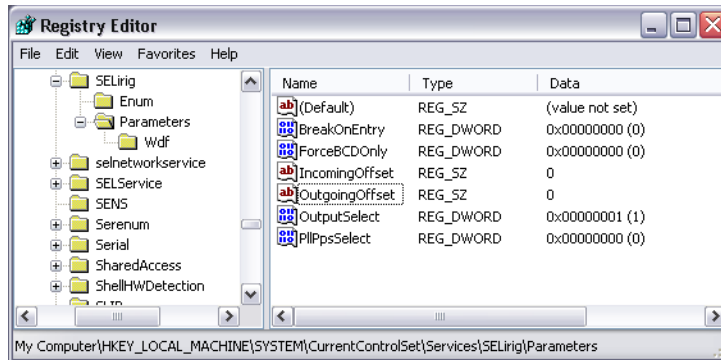 Registry Editor
File Edit View Favorites Help
SELirig
Enum
Parameters
Wdf
selnetworkservice
SELService
SENS
Serenum
Serial
SharedAccess
ShellHWDetection
Name Type Data
(Default) REG_SZ (value not set)
BreakOnEntry REG_DWORD 0x00000000 (0)
ForceBCDOnly REG_DWORD 0x00000000 (0)
IncomingOffset REG_SZ 0
OutgoingOffset REG_SZ 0
OutputSelect REG_DWORD 0x00000001 (1)
PllPpsSelect REG_DWORD 0x00000000 (0)
My Computer\HKEY_LOCAL_MACHINE\SYSTEM\CurrentControlSet\Services\SELirig\Parameters